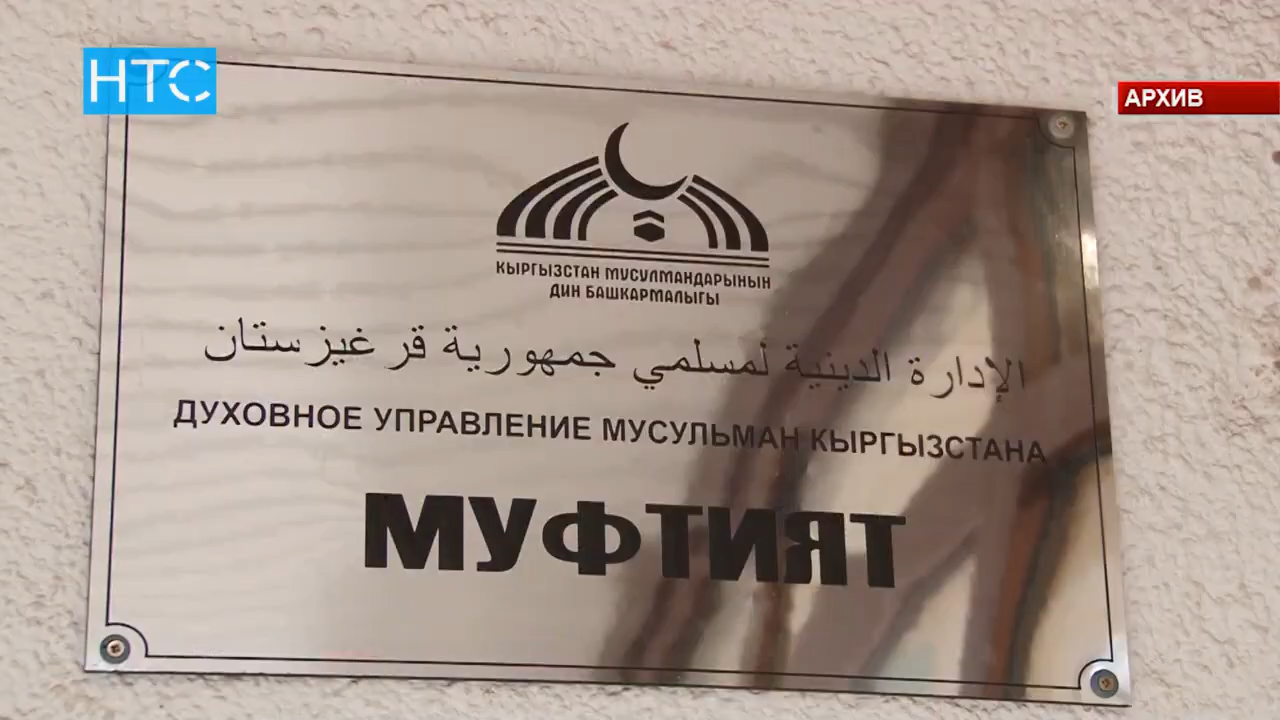 НТС
АРХИВ
КЫРГЫЗСТАН МУСУЛМАНДАРЫНЫН
ДИН БАШКАРМАЛЫГЫ
الإدارة الدينية لمسلمي جمهورية قرغيزستان
ДУХОВНОЕ УПРАВЛЕНИЕ МУСУЛЬМАН КЫРГЫЗСТАНА
МУФТИЯТ